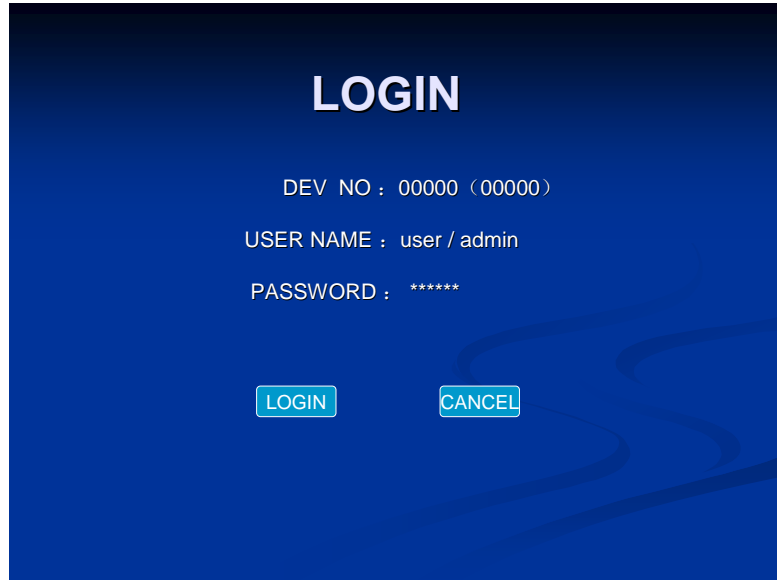 LOGIN
DEV NO：00000（00000）
USER NAME：user / admin
PASSWORD： ******
LOGIN
CANCEL